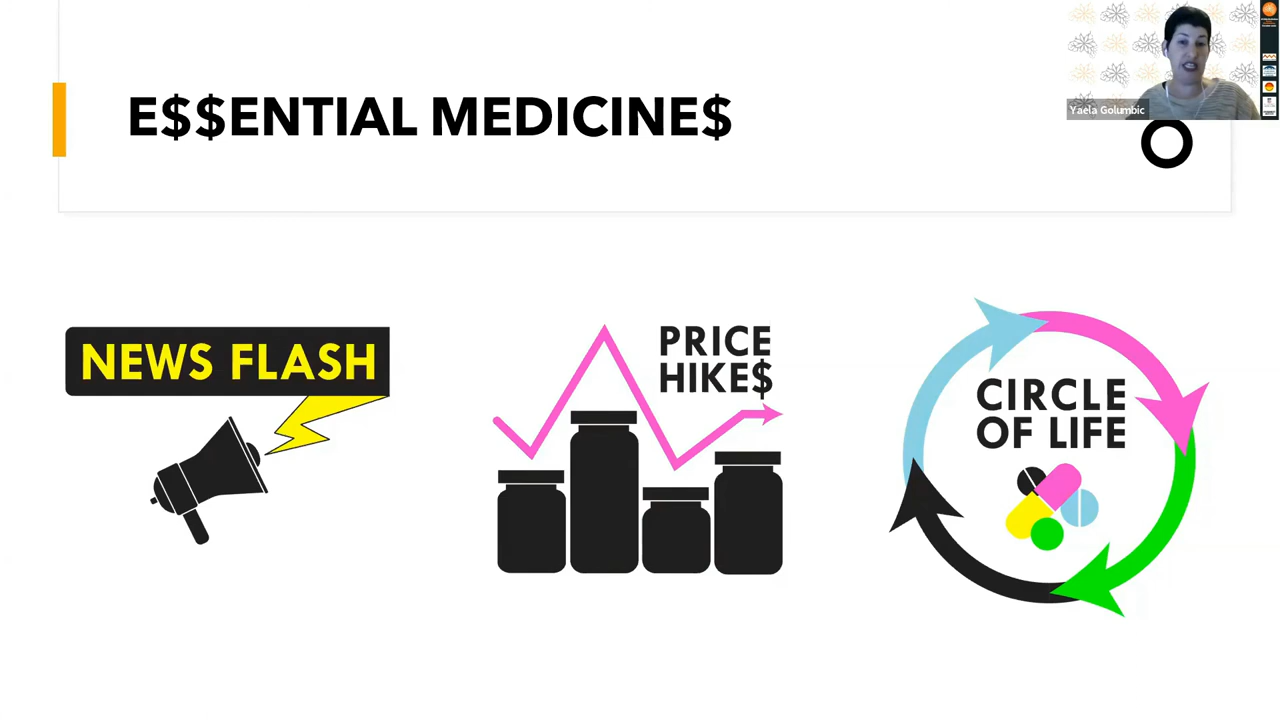 E$$ENTIAL MEDICINE$
Yaela Golumbic
NEWS FLASH
PRICE
HIKE$
CIRCLE
OF LIFE